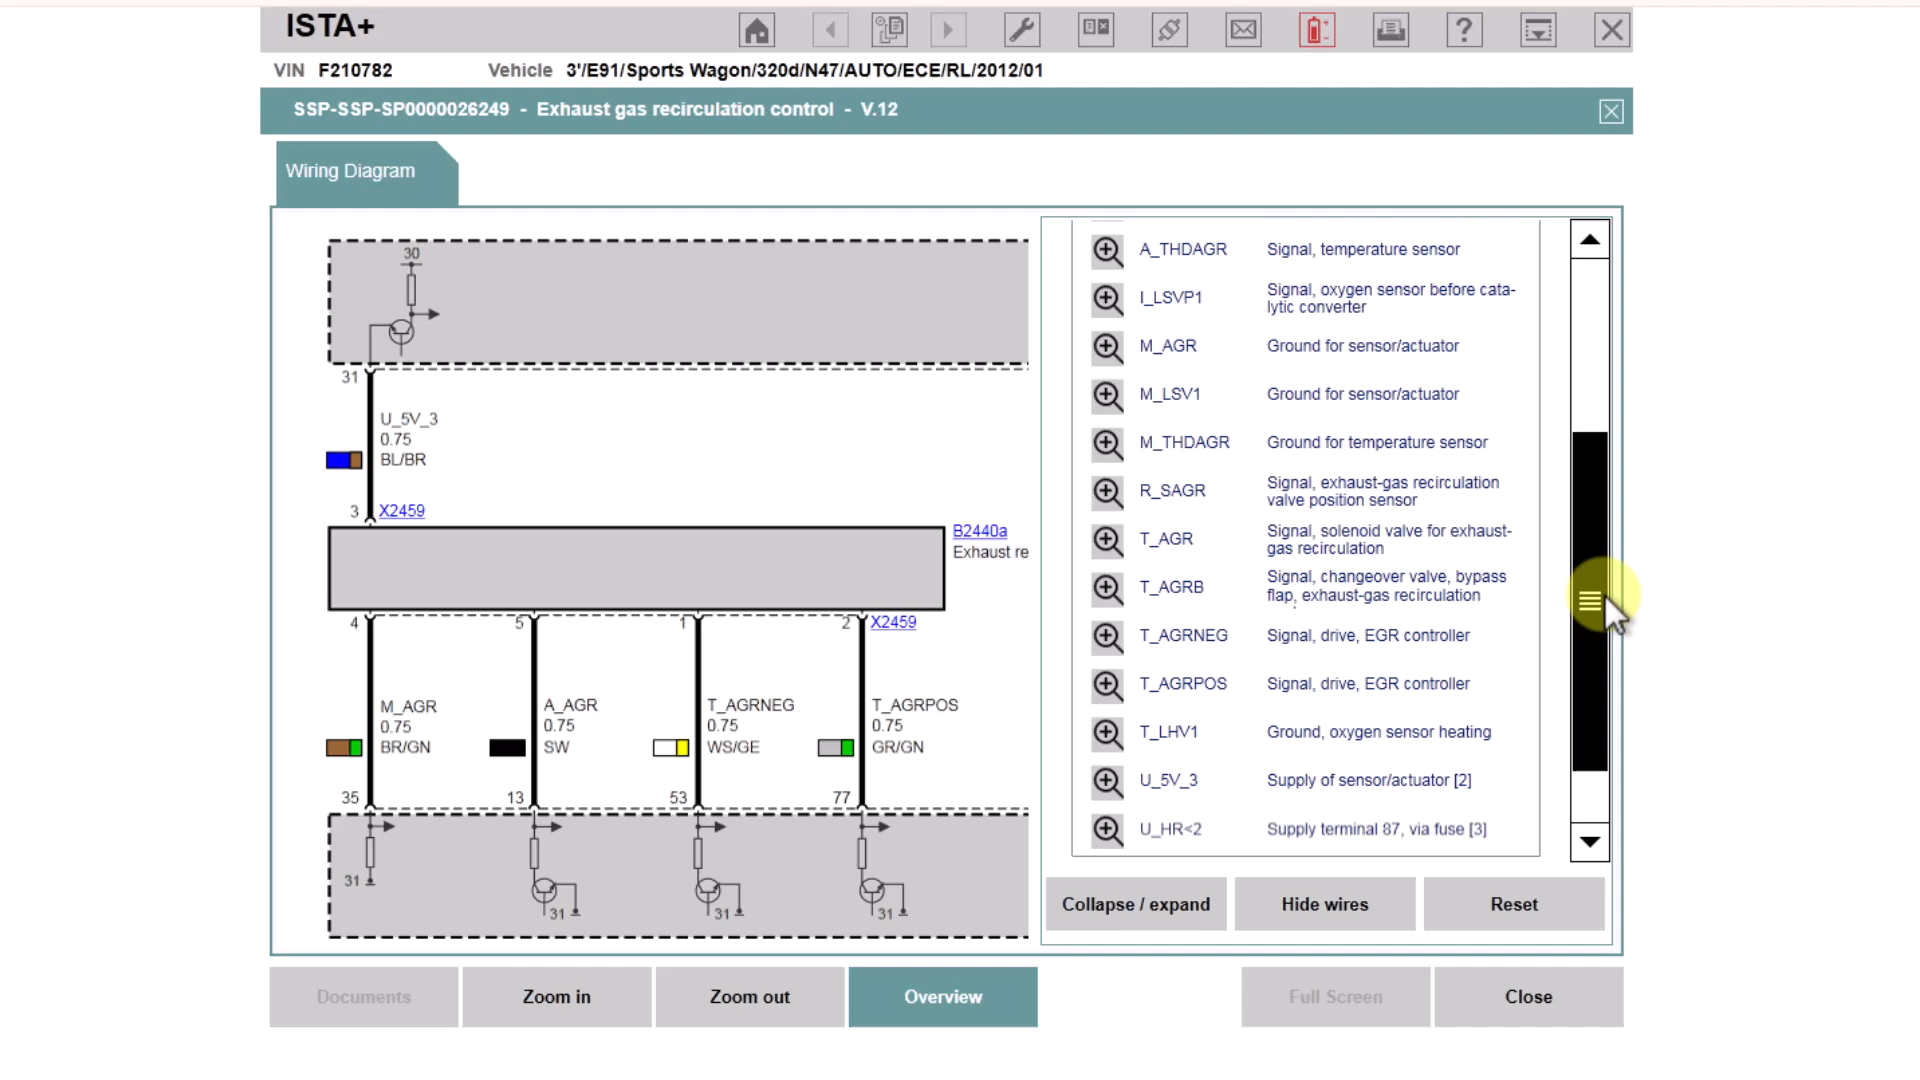 ISTA+
VIN F210782 Vehicle 3'/E91/Sports Wagon/320d/N47/AUTO/ECE/RL/2012/01
SSP-SSP-SP0000026249 - Exhaust gas recirculation control - V.12
Wiring Diagram
30
31
U_5V_3
0.75
BL/BR
3 X2459
B2440a
Exhaust re
4 5 1 2 X2459
M_AGR A_AGR T_AGRNEG T_AGRPOS
0.75 0.75 0.75 0.75
BR/GN SW WS/GE GR/GN
35 13 53 77
31 31 31 31
A_THDAGR Signal, temperature sensor
I_LSVP1 Signal, oxygen sensor before cata-
lytic converter
M_AGR Ground for sensor/actuator
M_LSV1 Ground for sensor/actuator
M_THDAGR Ground for temperature sensor
R_SAGR Signal, exhaust-gas recirculation
valve position sensor
T_AGR Signal, solenoid valve for exhaust-
gas recirculation
T_AGRB Signal, changeover valve, bypass
flap, exhaust-gas recirculation
T_AGRNEG Signal, drive, EGR controller
T_AGRPOS Signal, drive, EGR controller
T_LHV1 Ground, oxygen sensor heating
U_5V_3 Supply of sensor/actuator [2]
U_HR<2 Supply terminal 87, via fuse [3]
Collapse / expand Hide wires Reset
Documents Zoom in Zoom out Overview Full Screen Close